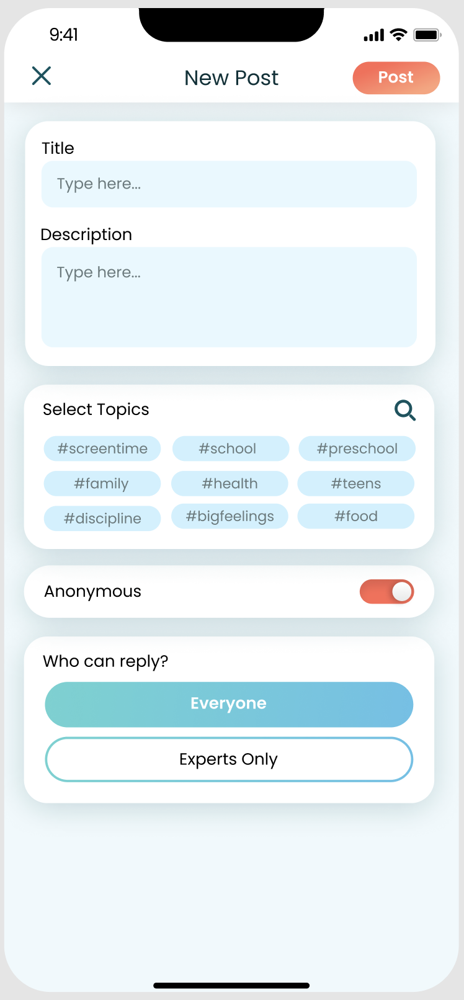 9:41
New Post
Post
Title
Type here...
Description
Type here...
Select Topics
#screentime #school #preschool
#family #health #teens
#discipline #bigfeelings #food
Anonymous
Who can reply?
Everyone
Experts Only